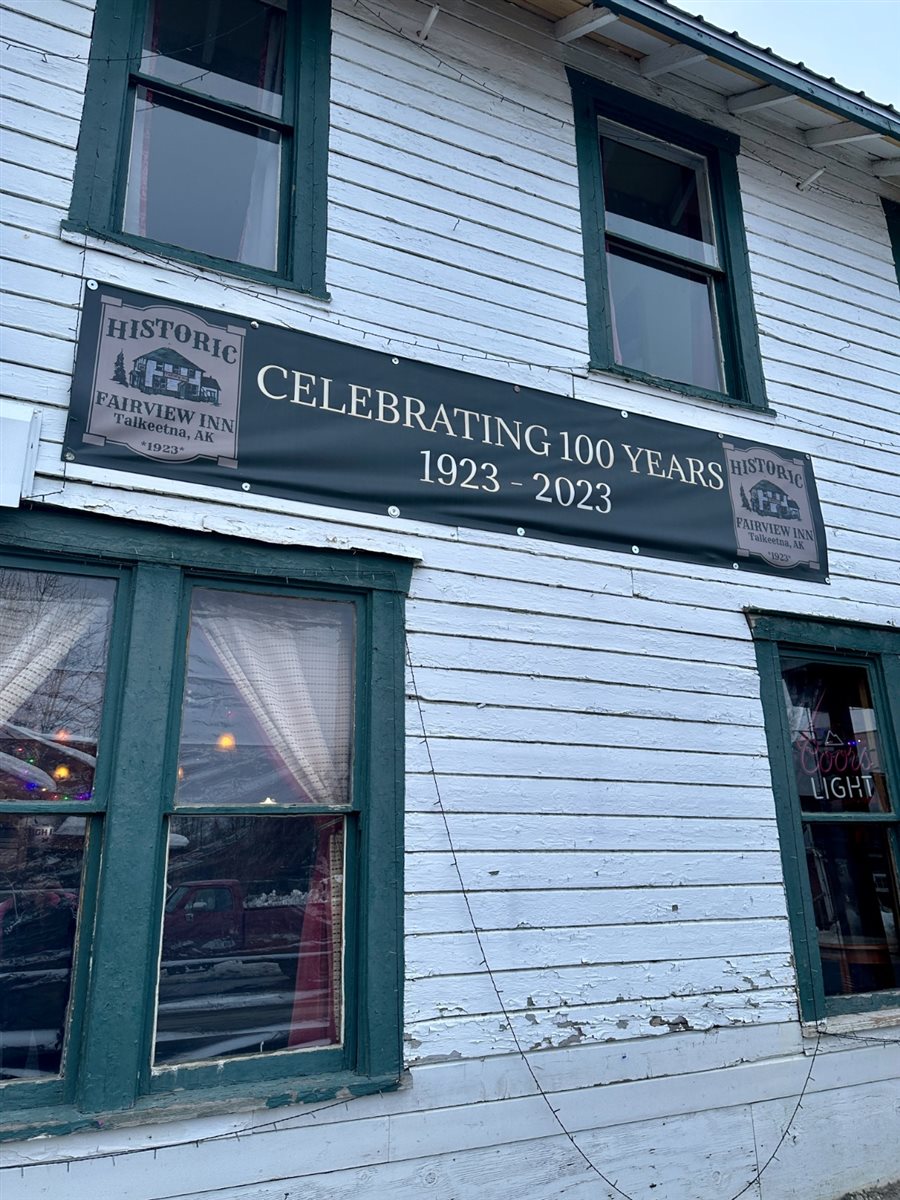 HISTORIC
FAIRVIEW INN
Talkeetna, AK
*1923*
CELEBRATING 100 YEARS
1923 - 2023
HISTORIC
FAIRVIEW INN
Talkeetna, AK
*1923*
Coors
LIGHT